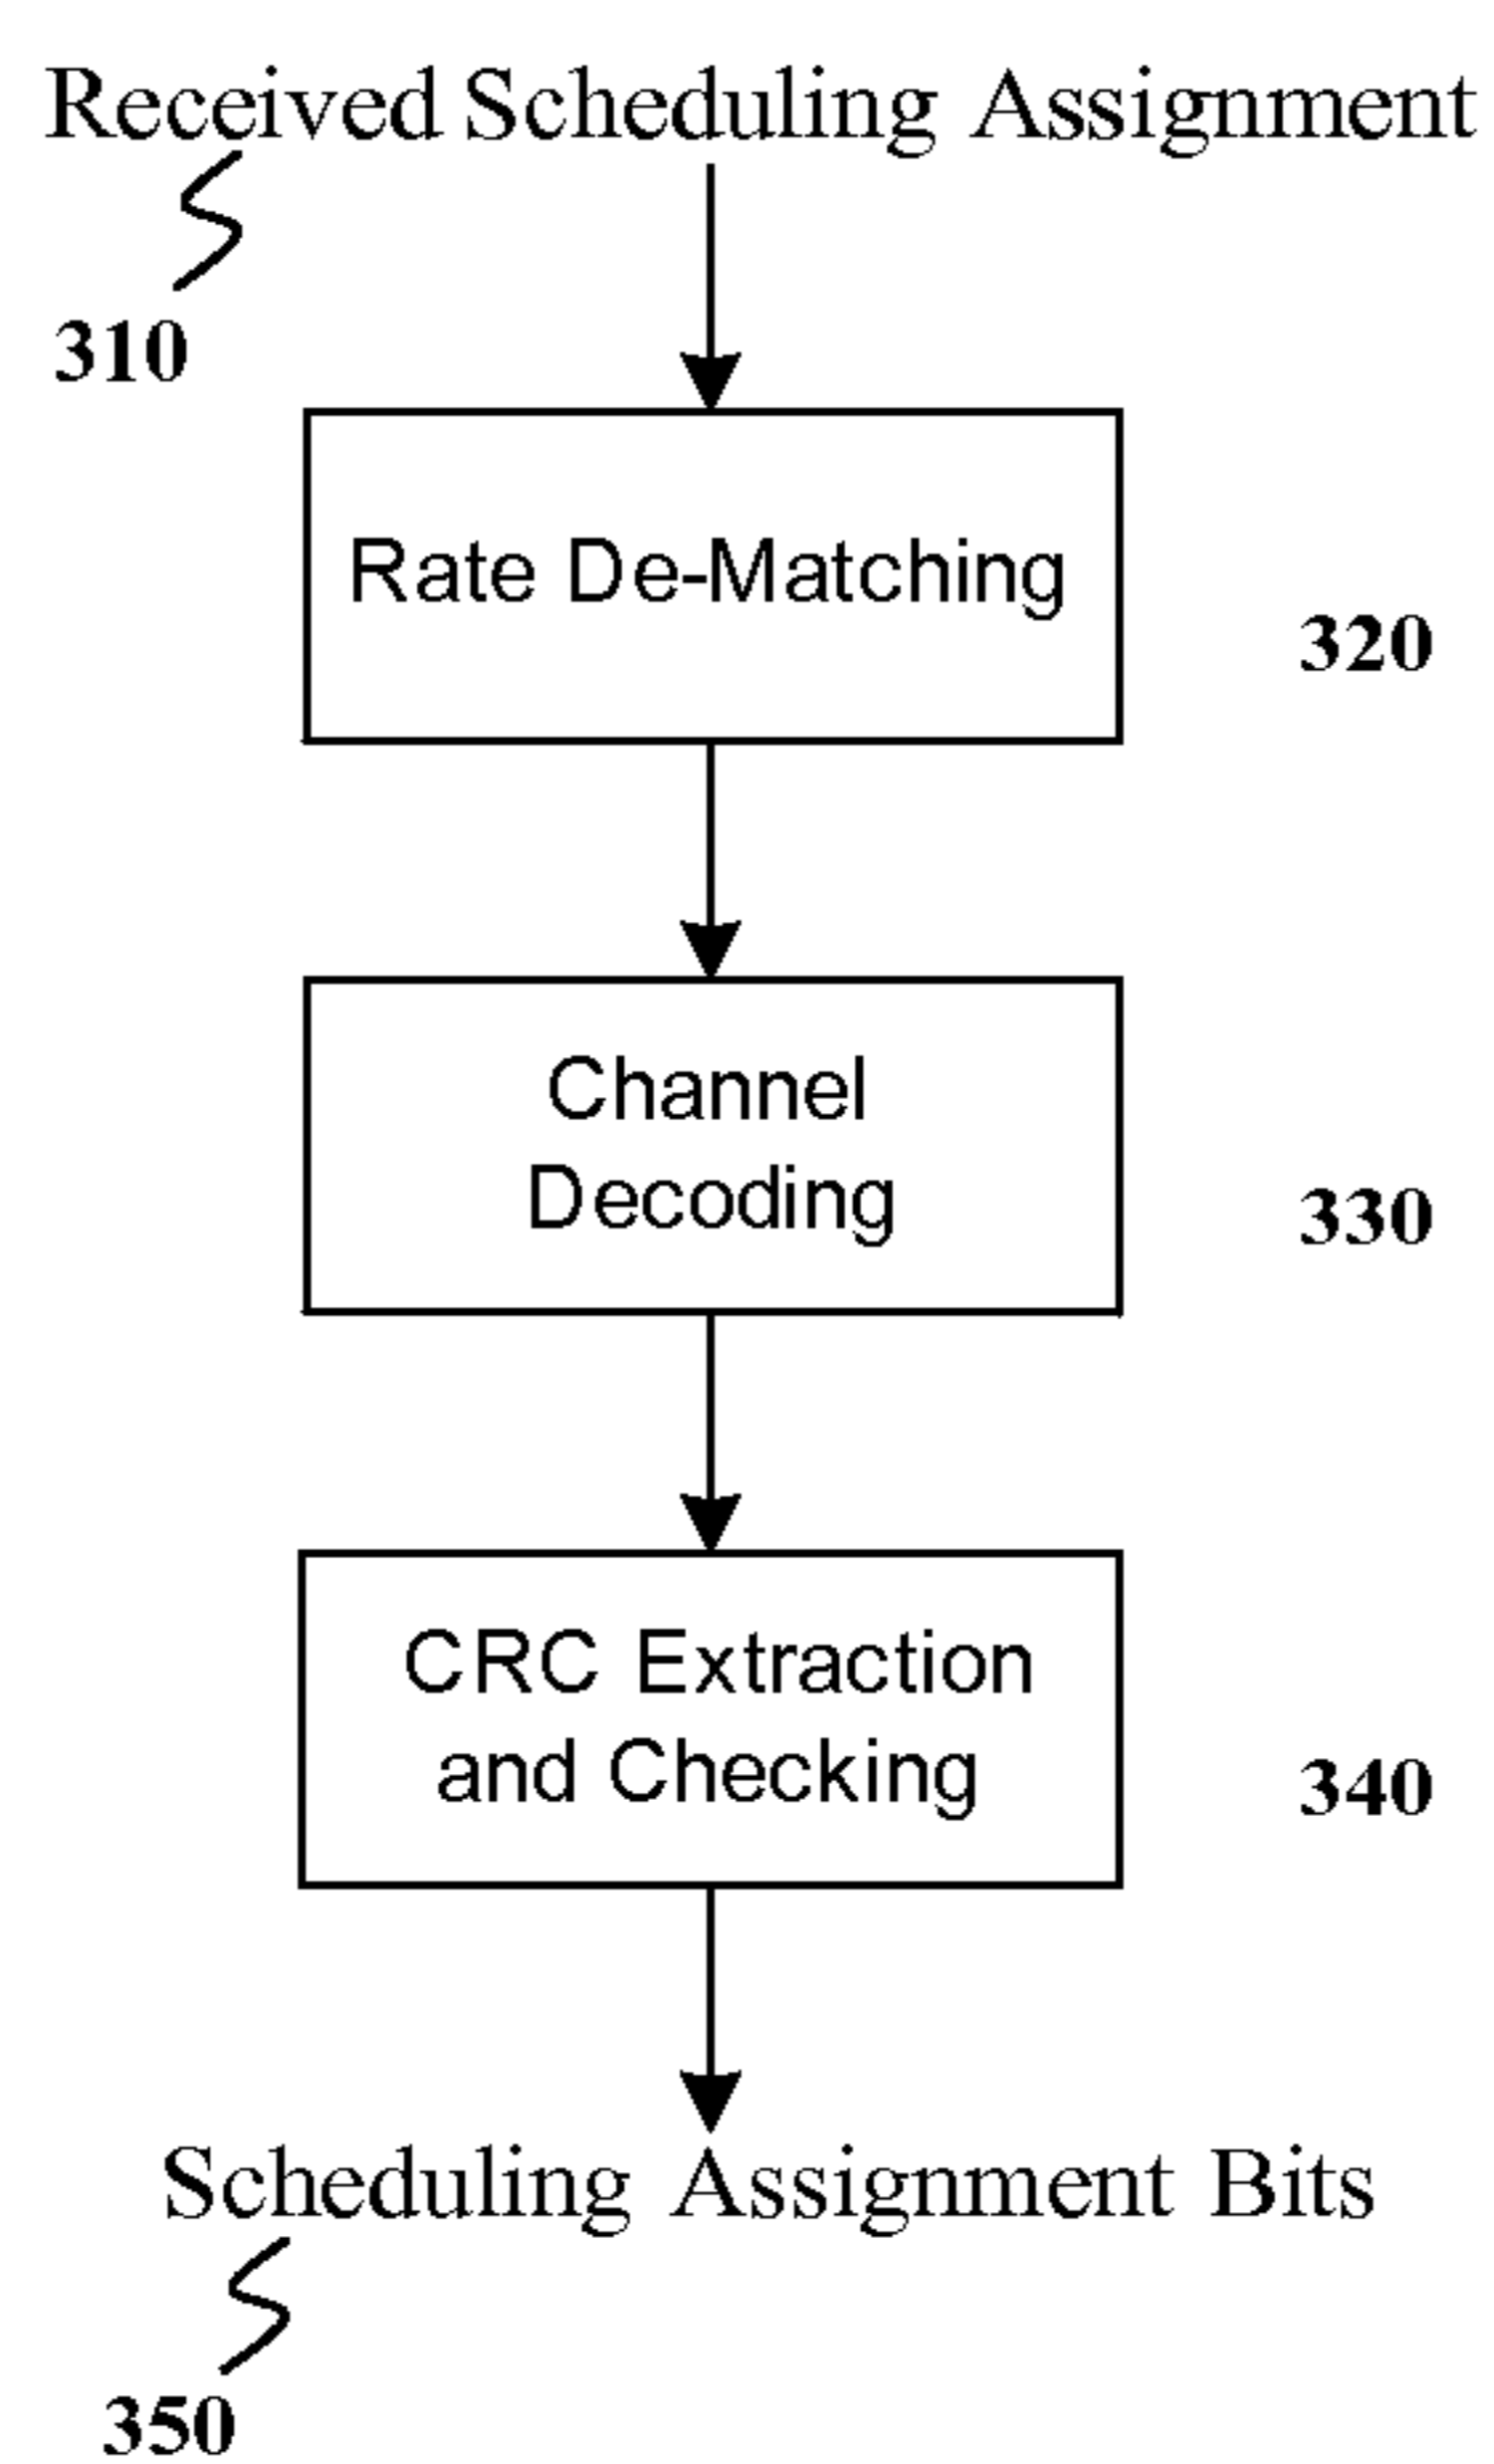 Received Scheduling Assignment
310
Rate De-Matching
320
Channel
Decoding
330
CRC Extraction
and Checking
340
Scheduling Assignment Bits
350